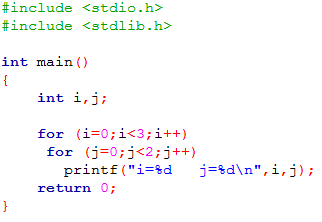 #include <stdio.h>
#include <stdlib.h>

int main()
{
    int i,j;

    for (i=0;i<3;i++)
     for (j=0;j<2;j++)
       printf("i=%d   j=%d\n",i,j);
    return 0;
}